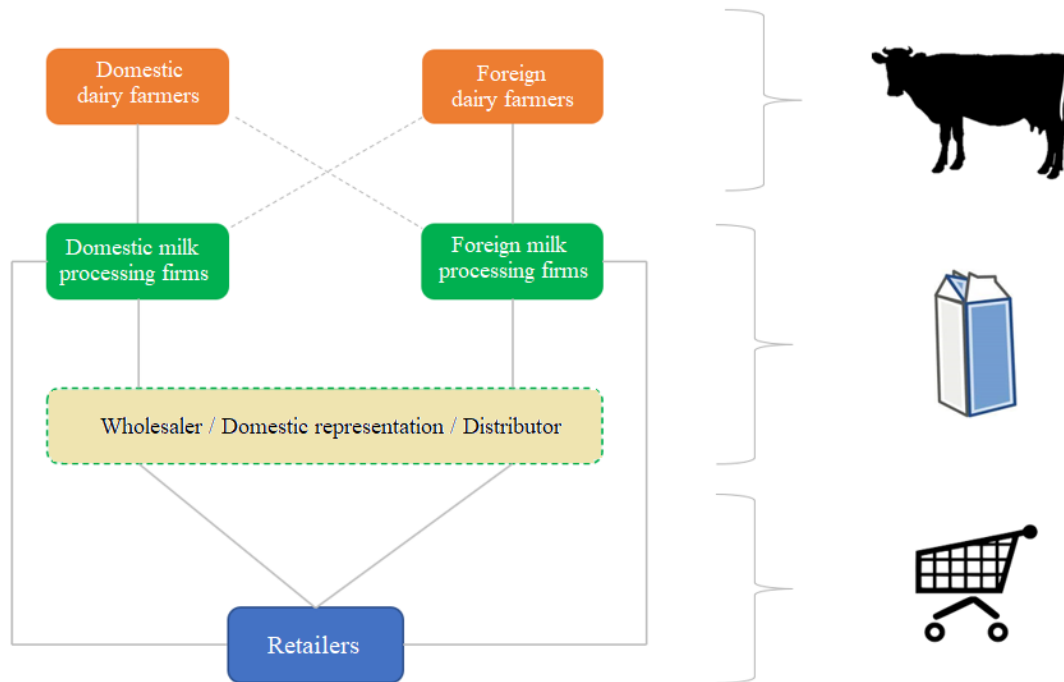 Domestic
dairy farmers
Foreign
dairy farmers
Domestic milk
processing firms
Foreign milk
processing firms
Wholesaler / Domestic representation / Distributor
Retailers